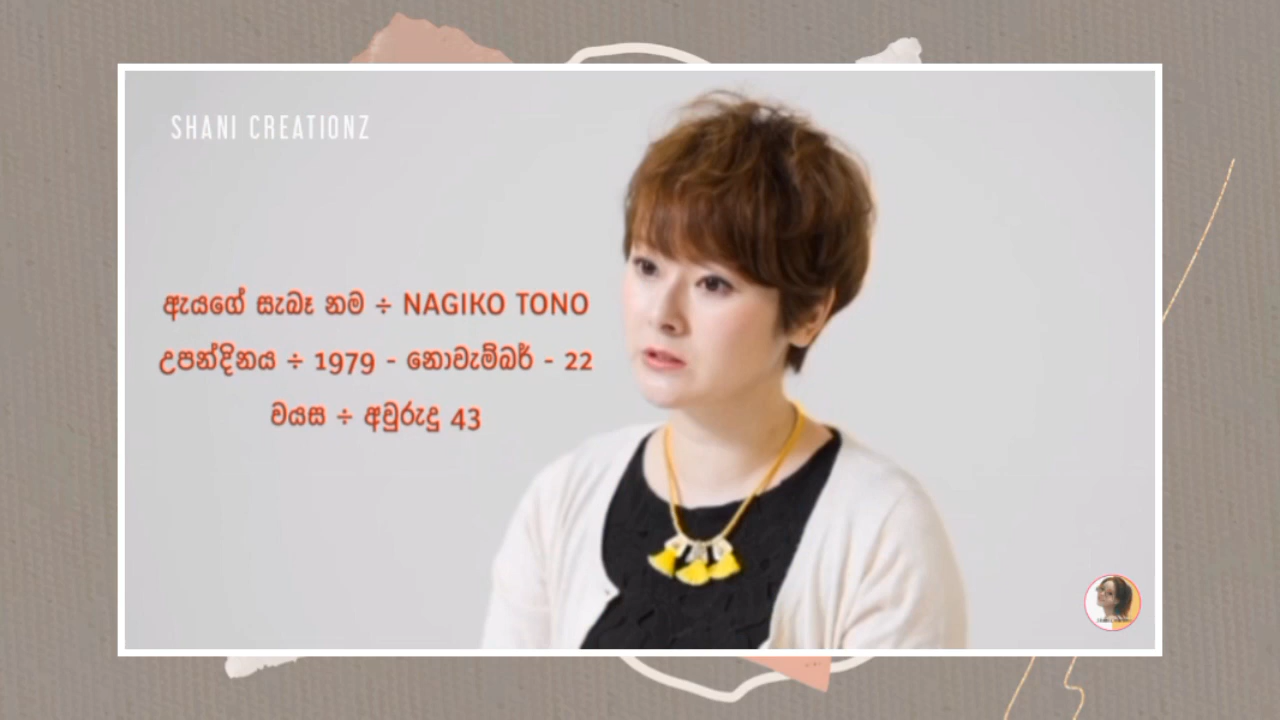 SHANI CREATIONZ
ඇයගේ සැබෑ නම ÷ NAGIKO TONO
උපන්දිනය ÷ 1979 - නොවැම්බර් - 22
වයස ÷ අවුරුදු 43